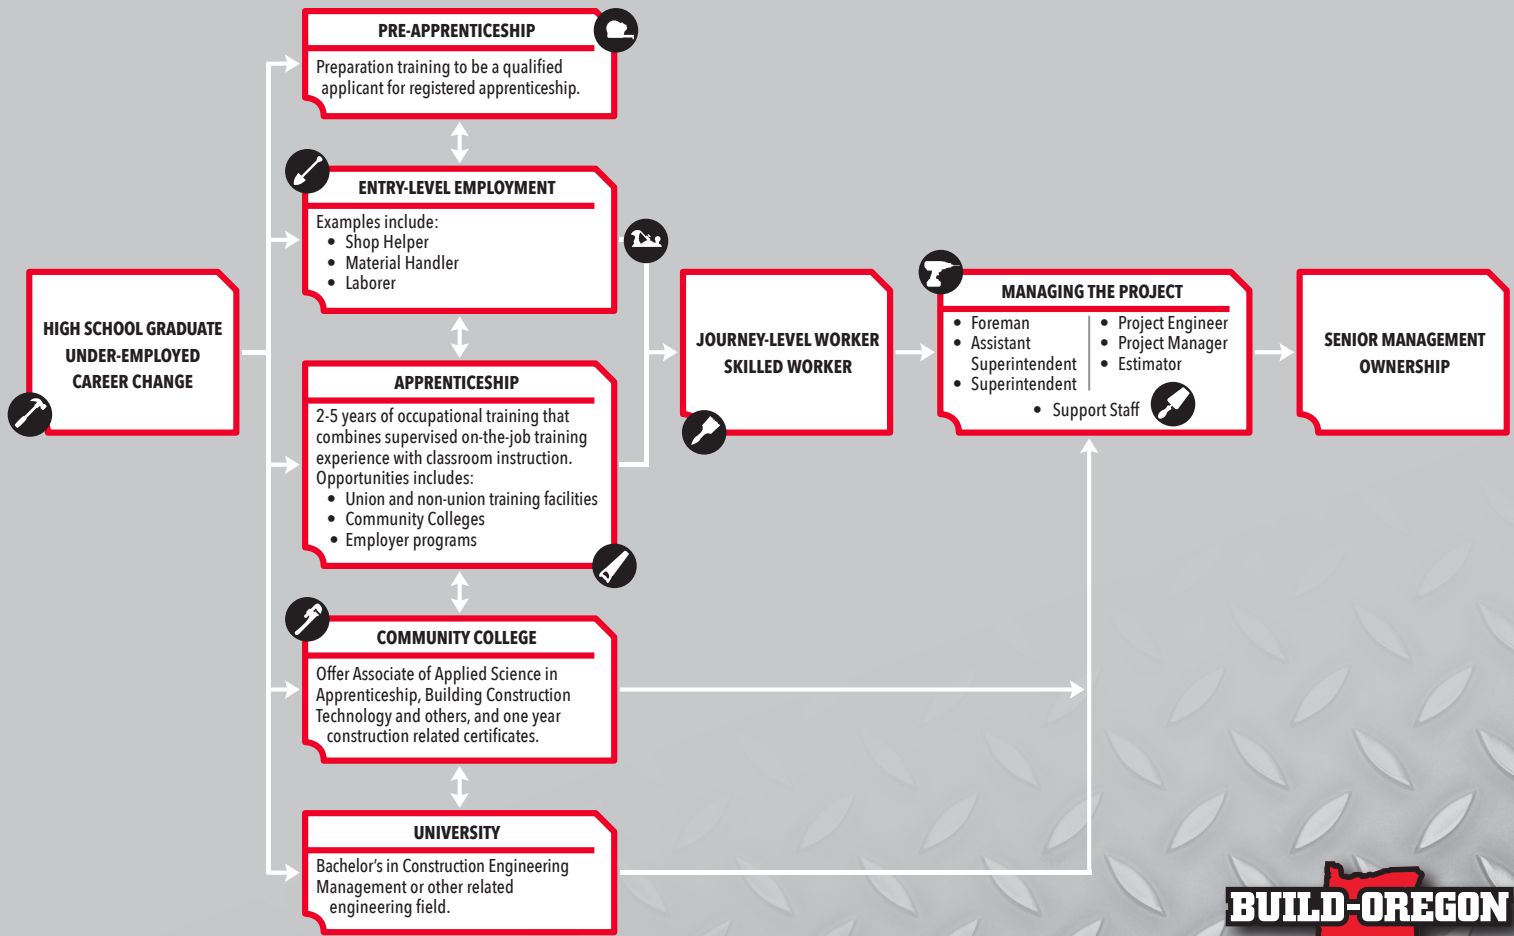 PRE-APPRENTICESHIP
Preparation training to be a qualified
applicant for registered apprenticeship.
ENTRY-LEVEL EMPLOYMENT
Examples include:
• Shop Helper
• Material Handler
• Laborer
HIGH SCHOOL GRADUATE
UNDER-EMPLOYED
CAREER CHANGE
APPRENTICESHIP
2-5 years of occupational training that
combines supervised on-the-job training
experience with classroom instruction.
Opportunities includes:
• Union and non-union training facilities
• Community Colleges
• Employer programs
JOURNEY-LEVEL WORKER
SKILLED WORKER
MANAGING THE PROJECT
• Foreman
• Assistant
Superintendent
• Superintendent
• Project Engineer
• Project Manager
• Estimator
• Support Staff
SENIOR MANAGEMENT
OWNERSHIP
COMMUNITY COLLEGE
Offer Associate of Applied Science in
Apprenticeship, Building Construction
Technology and others, and one year
construction related certificates.
UNIVERSITY
Bachelor's in Construction Engineering
Management or other related
engineering field.
BUILD-OREGON